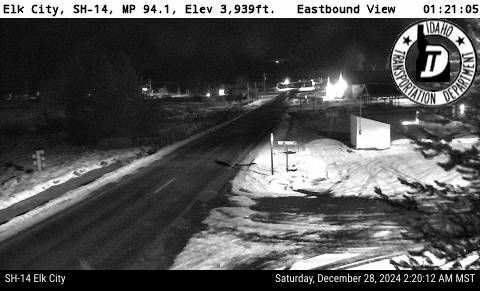 Elk City, SH-14, MP 94.1, Elev 3,939ft. Eastbound View 01:21:05
IDAHO
TRANSPORTATION DEPARTMENT
SH-14 Elk City
Saturday, December 28, 2024 2:20:12 AM MST